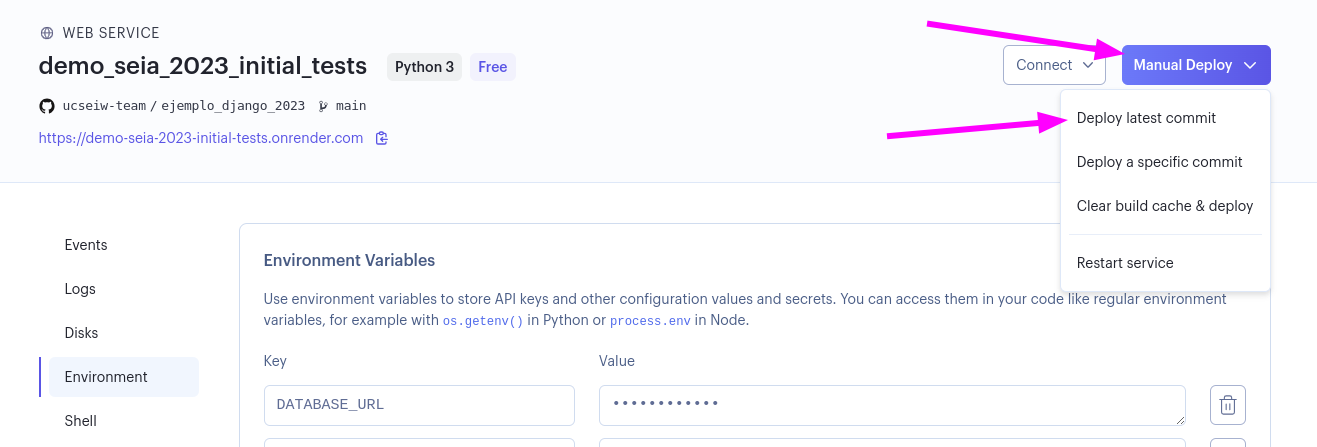 WEB SERVICE
demo_seia_2023_initial_tests Python 3 Free
Connect Manual Deploy
ucseiw-team / ejemplo_django_2023 main
https://demo-seia-2023-initial-tests.onrender.com
Deploy latest commit
Deploy a specific commit
Clear build cache & deploy
Restart service
Events
Logs
Disks
Environment
Shell
Environment Variables
Use environment variables to store API keys and other configuration values and secrets. You can access them in your code like regular environment
variables, for example with os.getenv() in Python or process.env in Node.
Key Value
DATABASE_URL ••••••••••••